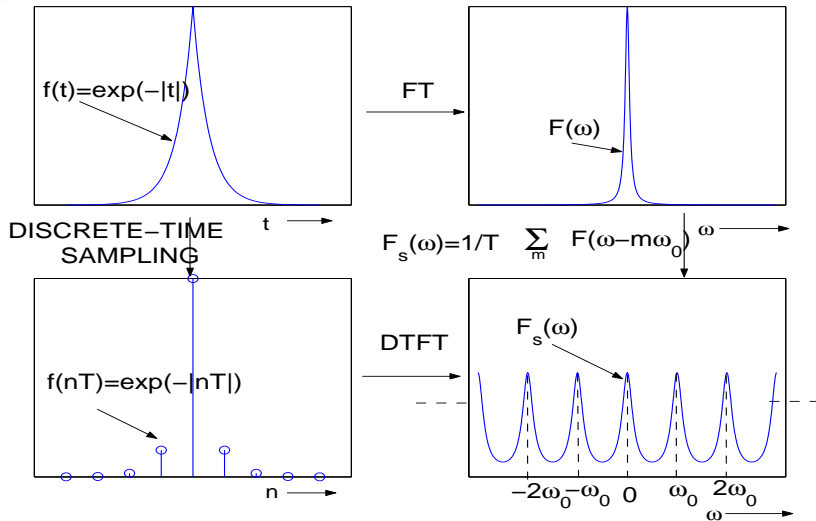 f(t)=exp(−|t|)
FT
F(ω)
t
ω
DISCRETE−TIME
SAMPLING
F_s(ω)=1/T ∑_m F(ω−mω_0)
f(nT)=exp(−|nT|)
DTFT
F_s(ω)
n
−2ω_0 −ω_0 0 ω_0 2ω_0
ω